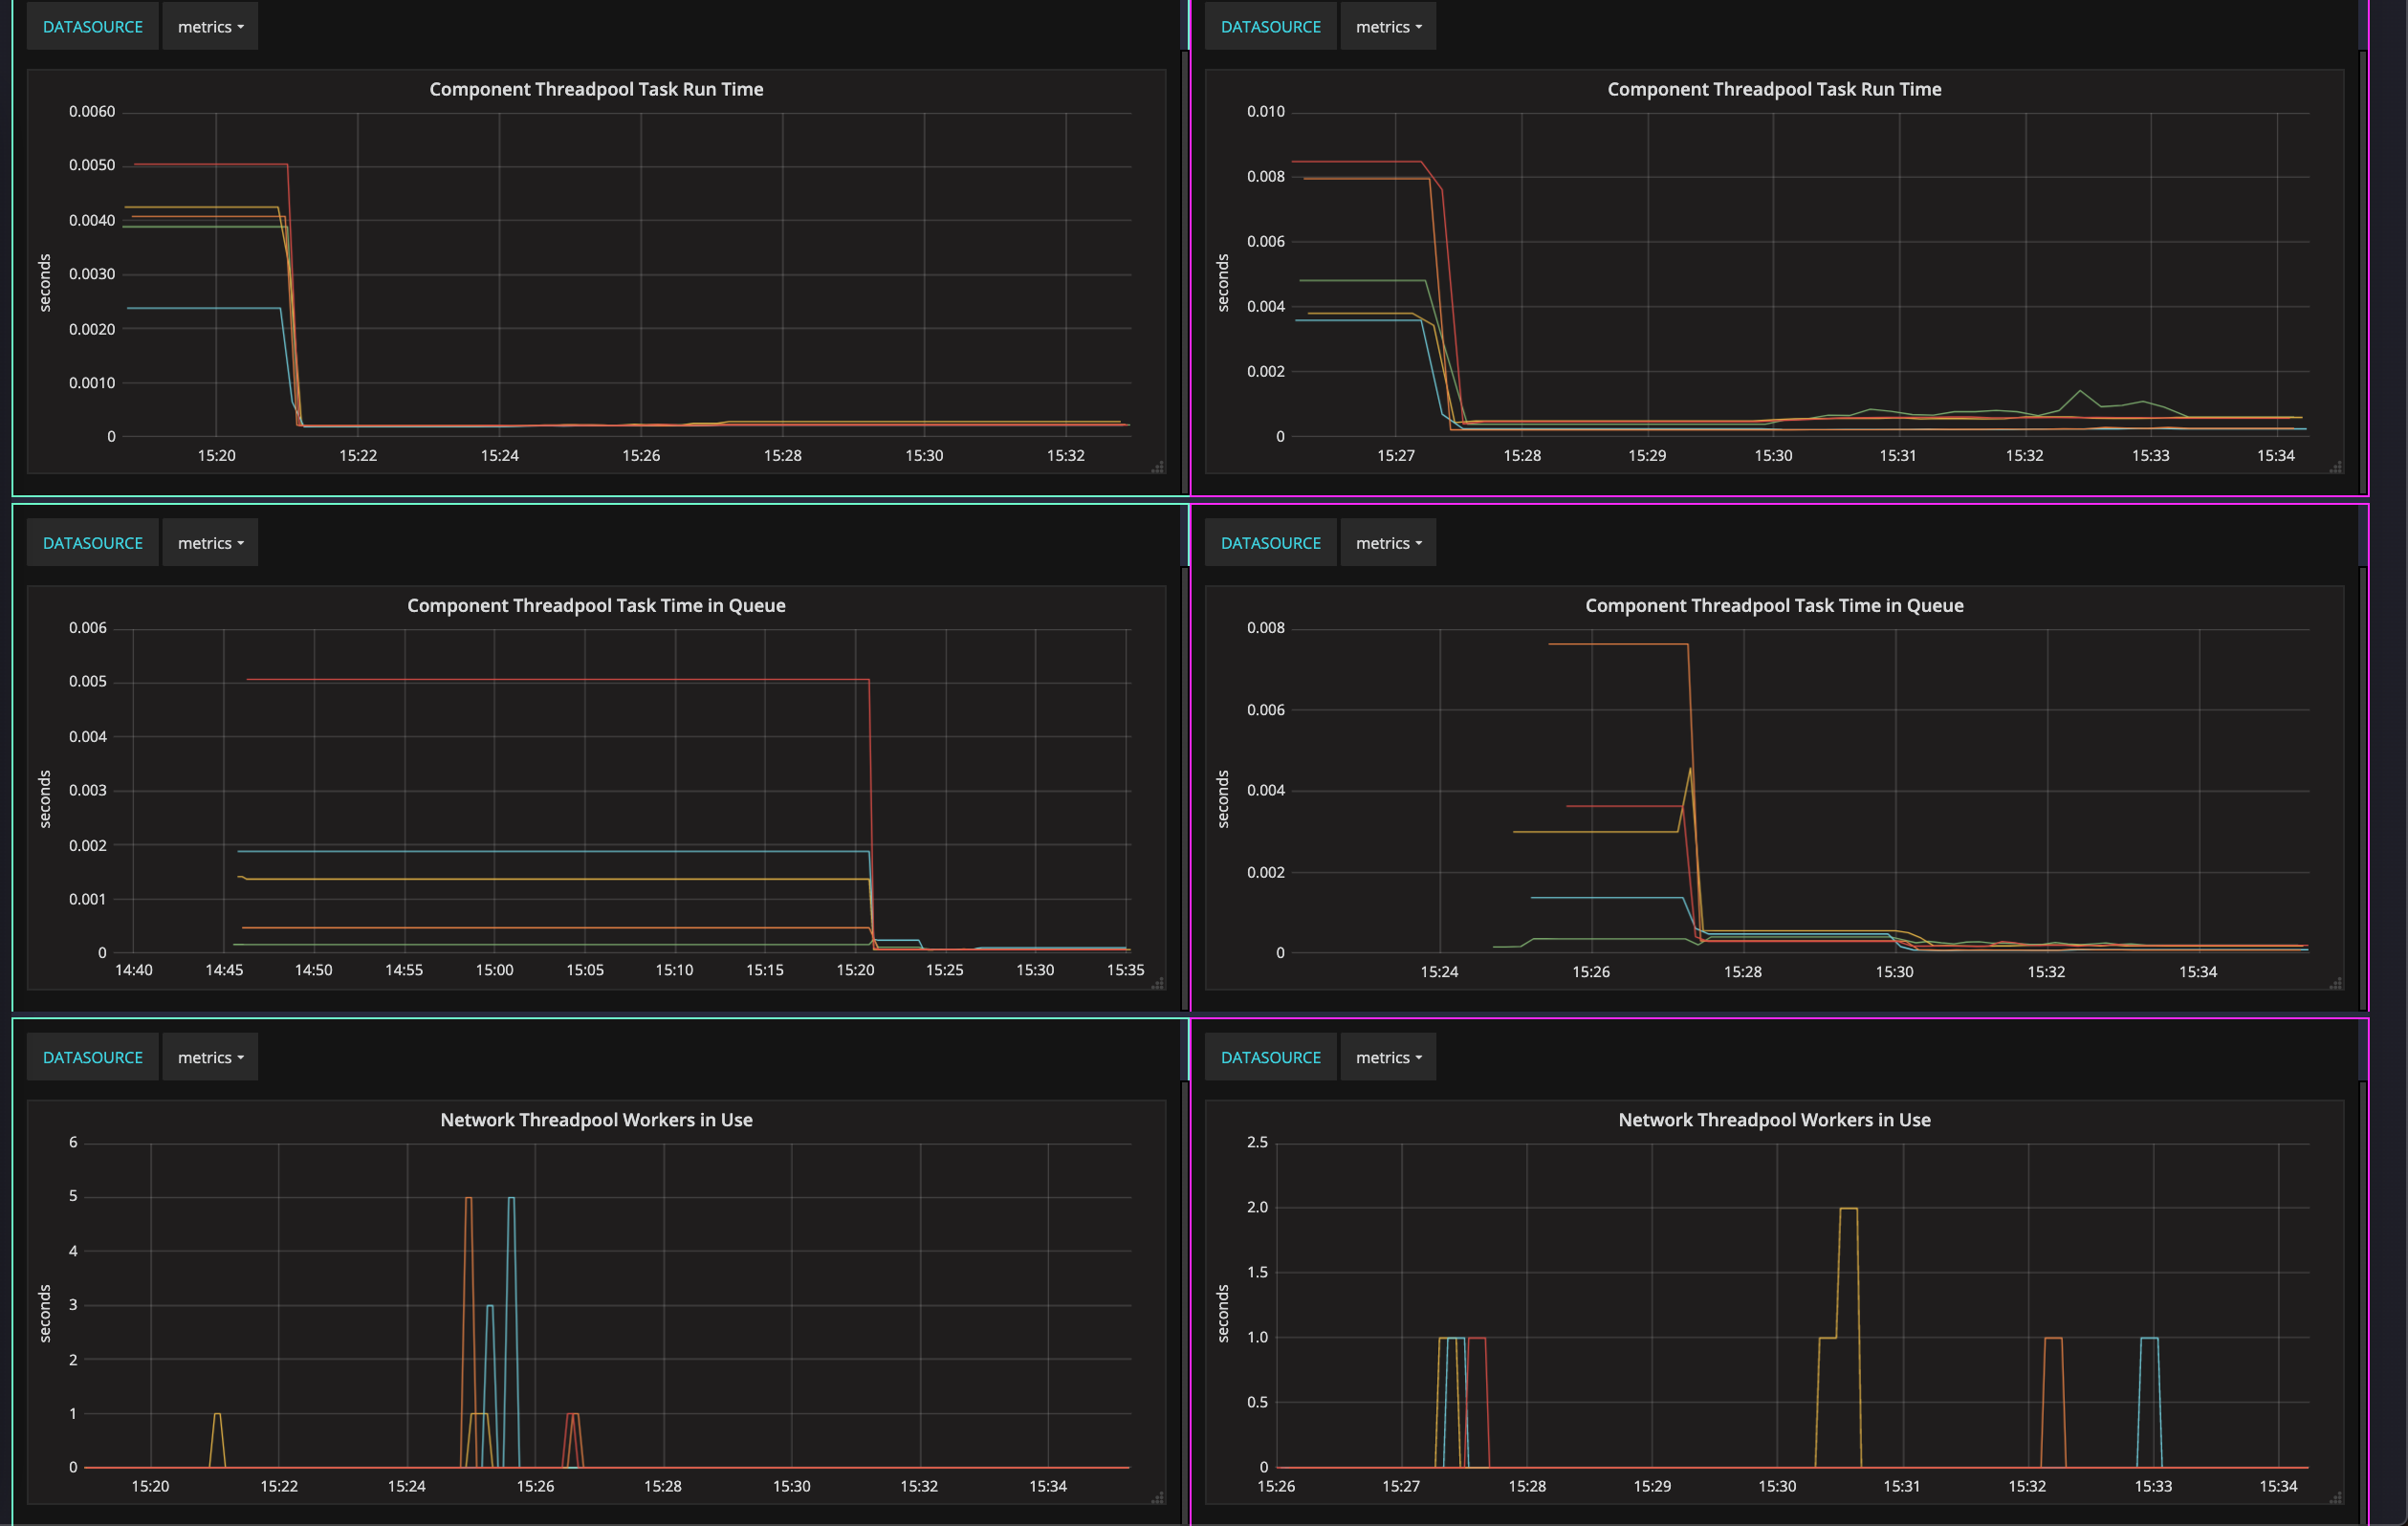 DATASOURCE metrics
Component Threadpool Task Run Time
seconds
0.0060
0.0050
0.0040
0.0030
0.0020
0.0010
0
15:20 15:22 15:24 15:26 15:28 15:30 15:32
DATASOURCE metrics
Component Threadpool Task Run Time
seconds
0.010
0.008
0.006
0.004
0.002
0
15:27 15:28 15:29 15:30 15:31 15:32 15:33 15:34
DATASOURCE metrics
Component Threadpool Task Time in Queue
seconds
0.006
0.005
0.004
0.003
0.002
0.001
0
14:40 14:45 14:50 14:55 15:00 15:05 15:10 15:15 15:20 15:25 15:30 15:35
DATASOURCE metrics
Component Threadpool Task Time in Queue
seconds
0.008
0.006
0.004
0.002
0
15:24 15:26 15:28 15:30 15:32 15:34
DATASOURCE metrics
Network Threadpool Workers in Use
seconds
6
5
4
3
2
1
0
15:20 15:22 15:24 15:26 15:28 15:30 15:32 15:34
DATASOURCE metrics
Network Threadpool Workers in Use
seconds
2.5
2.0
1.5
1.0
0.5
0
15:26 15:27 15:28 15:29 15:30 15:31 15:32 15:33 15:34